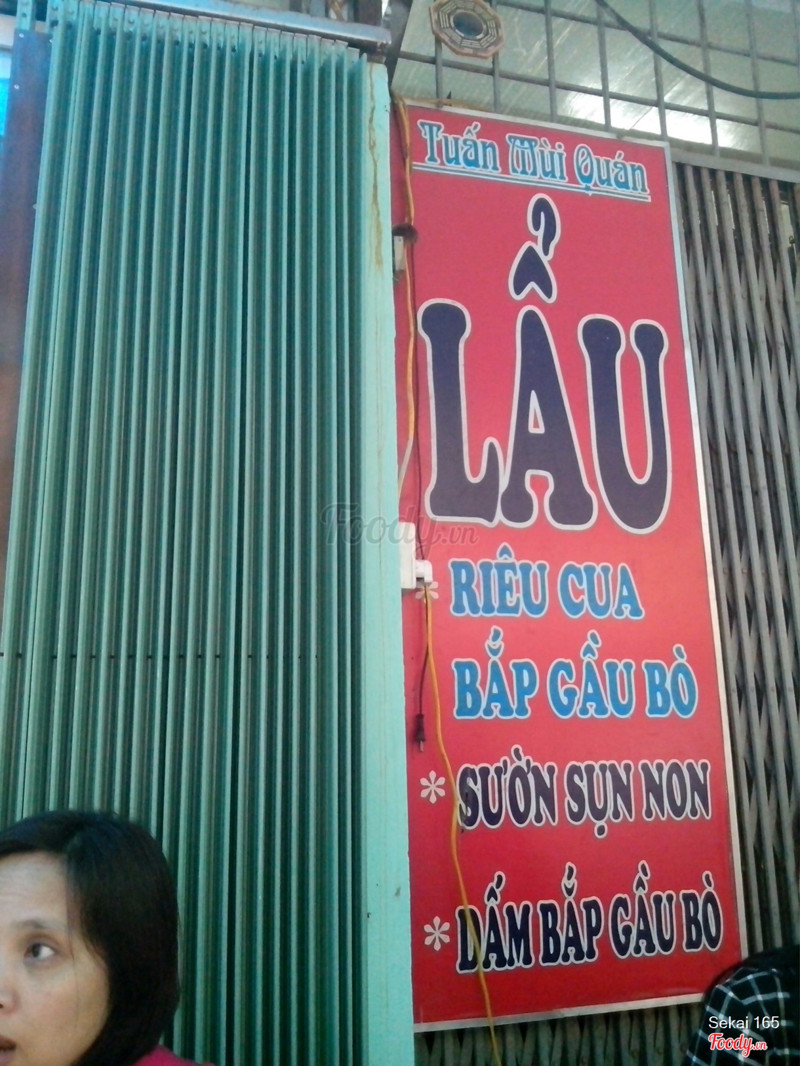 Tuấn Mùi Quán
LẨU
* RIÊU CUA
BẮP GẦU BÒ
* SƯỜN SỤN NON
* DẤM BẮP GẦU BÒ
Foody.vn
Sekai 165
Foody.vn